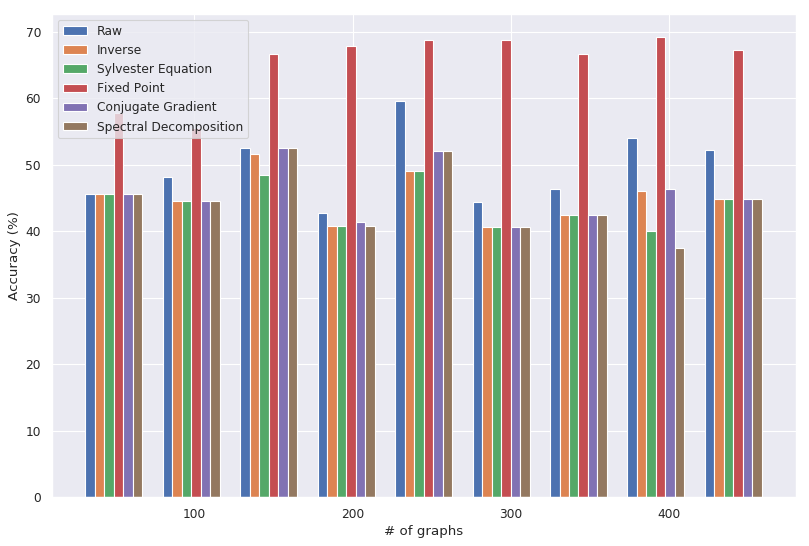 Raw
Inverse
Sylvester Equation
Fixed Point
Conjugate Gradient
Spectral Decomposition
70
60
50
40
30
20
10
0
Accuracy (%)
100 200 300 400
# of graphs